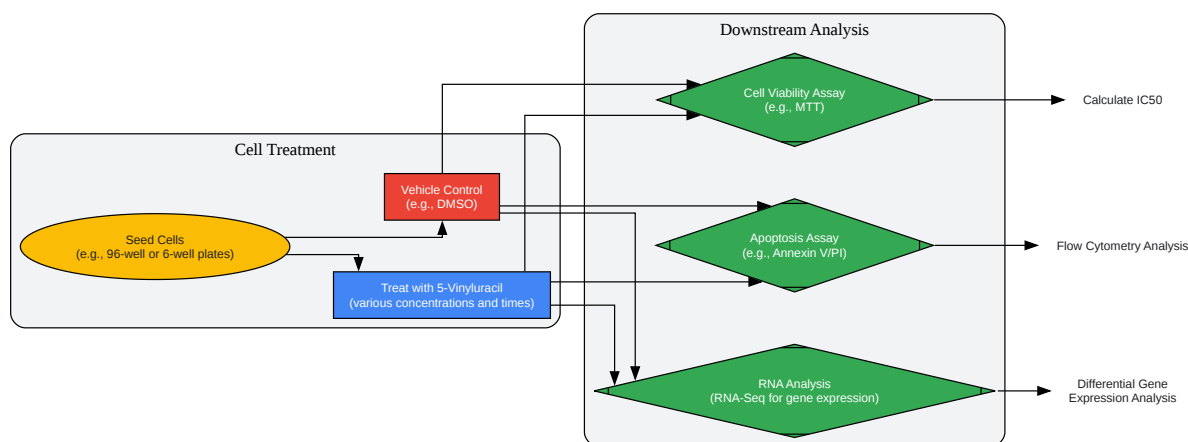 Downstream Analysis
Cell Viability Assay
(e.g., MTT)
Calculate IC50
Cell Treatment
Vehicle Control
(e.g., DMSO)
Seed Cells
(e.g., 96-well or 6-well plates)
Apoptosis Assay
(e.g., Annexin V/PI)
Flow Cytometry Analysis
Treat with 5-Vinyluracil
(various concentrations and times)
RNA Analysis
(RNA-Seq for gene expression)
Differential Gene
Expression Analysis